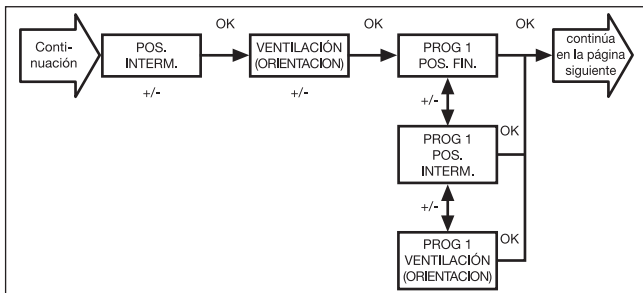 Conti-
nuación
POS.
INTERM.
+/-
OK
VENTILACIÓN
(ORIENTACION)
+/-
OK
PROG 1
POS. FIN.
OK
continúa
en la página
siguiente
+/-
PROG 1
POS.
INTERM.
OK
+/-
PROG 1
VENTILACIÓN
(ORIENTACION)
OK